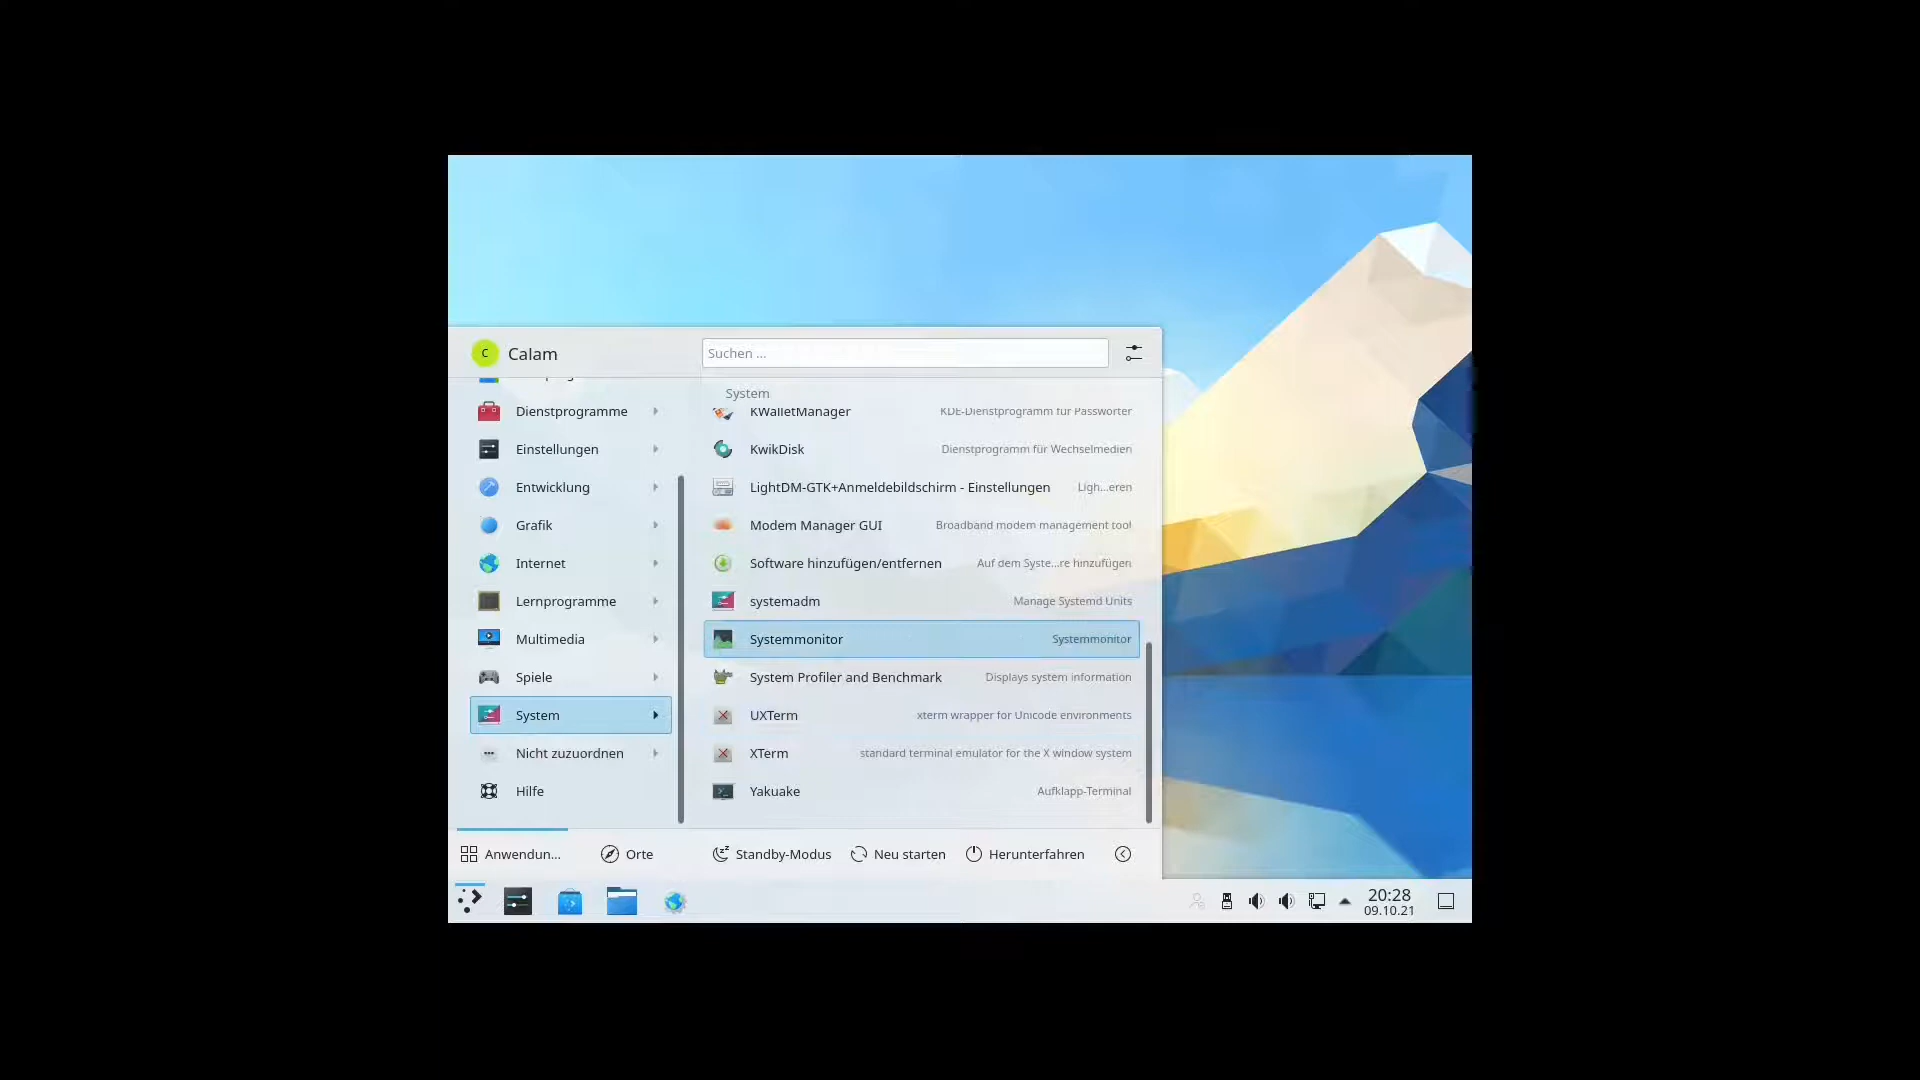 C Calam
Suchen ...
System
Dienstprogramme
Einstellungen
Entwicklung
Grafik
Internet
Lernprogramme
Multimedia
Spiele
System
Nicht zuzuordnen
Hilfe
KWalletManager KDE-Dienstprogramm für Passwörter
KwikDisk Dienstprogramm für Wechselmedien
LightDM-GTK+Anmeldebildschirm - Einstellungen Ligh...eren
Modem Manager GUI Broadband modem management tool
Software hinzufügen/entfernen Auf dem Syste...re hinzufügen
systemadm Manage Systemd Units
Systemmonitor Systemmonitor
System Profiler and Benchmark Displays system information
UXTerm xterm wrapper for Unicode environments
XTerm standard terminal emulator for the X window system
Yakuake Aufklapp-Terminal
Anwendun... Orte Standby-Modus Neu starten Herunterfahren
20:28
09.10.21